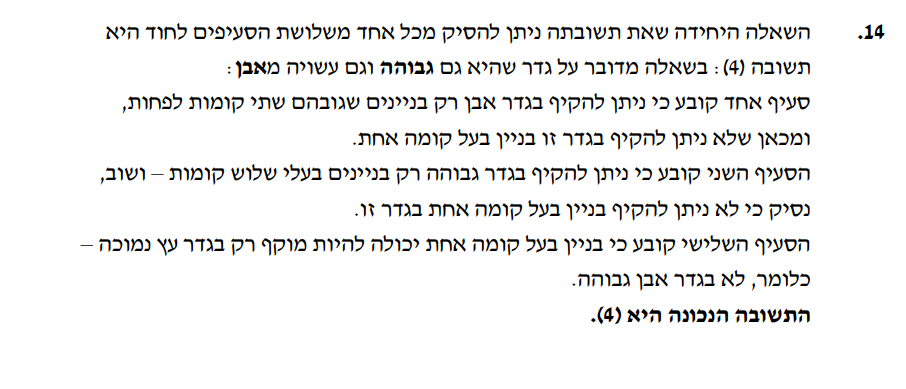 14. השאלה היחידה שאת תשובתה ניתן להסיק מכל אחד משלושת הסעיפים לחוד היא
תשובה (4): בשאלה מדובר על גדר שהיא גם גבוהה וגם עשויה מאבן:
סעיף אחד קובע כי ניתן להקיף בגדר אבן רק בניינים שגובהם שתי קומות לפחות,
ומכאן שלא ניתן להקיף בגדר זו בניין בעל קומה אחת.
הסעיף השני קובע כי ניתן להקיף בגדר גבוהה רק בניינים בעלי שלוש קומות – ושוב,
נסיק כי לא ניתן להקיף בניין בעל קומה אחת בגדר זו.
הסעיף השלישי קובע כי בניין בעל קומה אחת יכולה להיות מוקף רק בגדר עץ נמוכה –
כלומר, לא בגדר אבן גבוהה.
התשובה הנכונה היא (4).